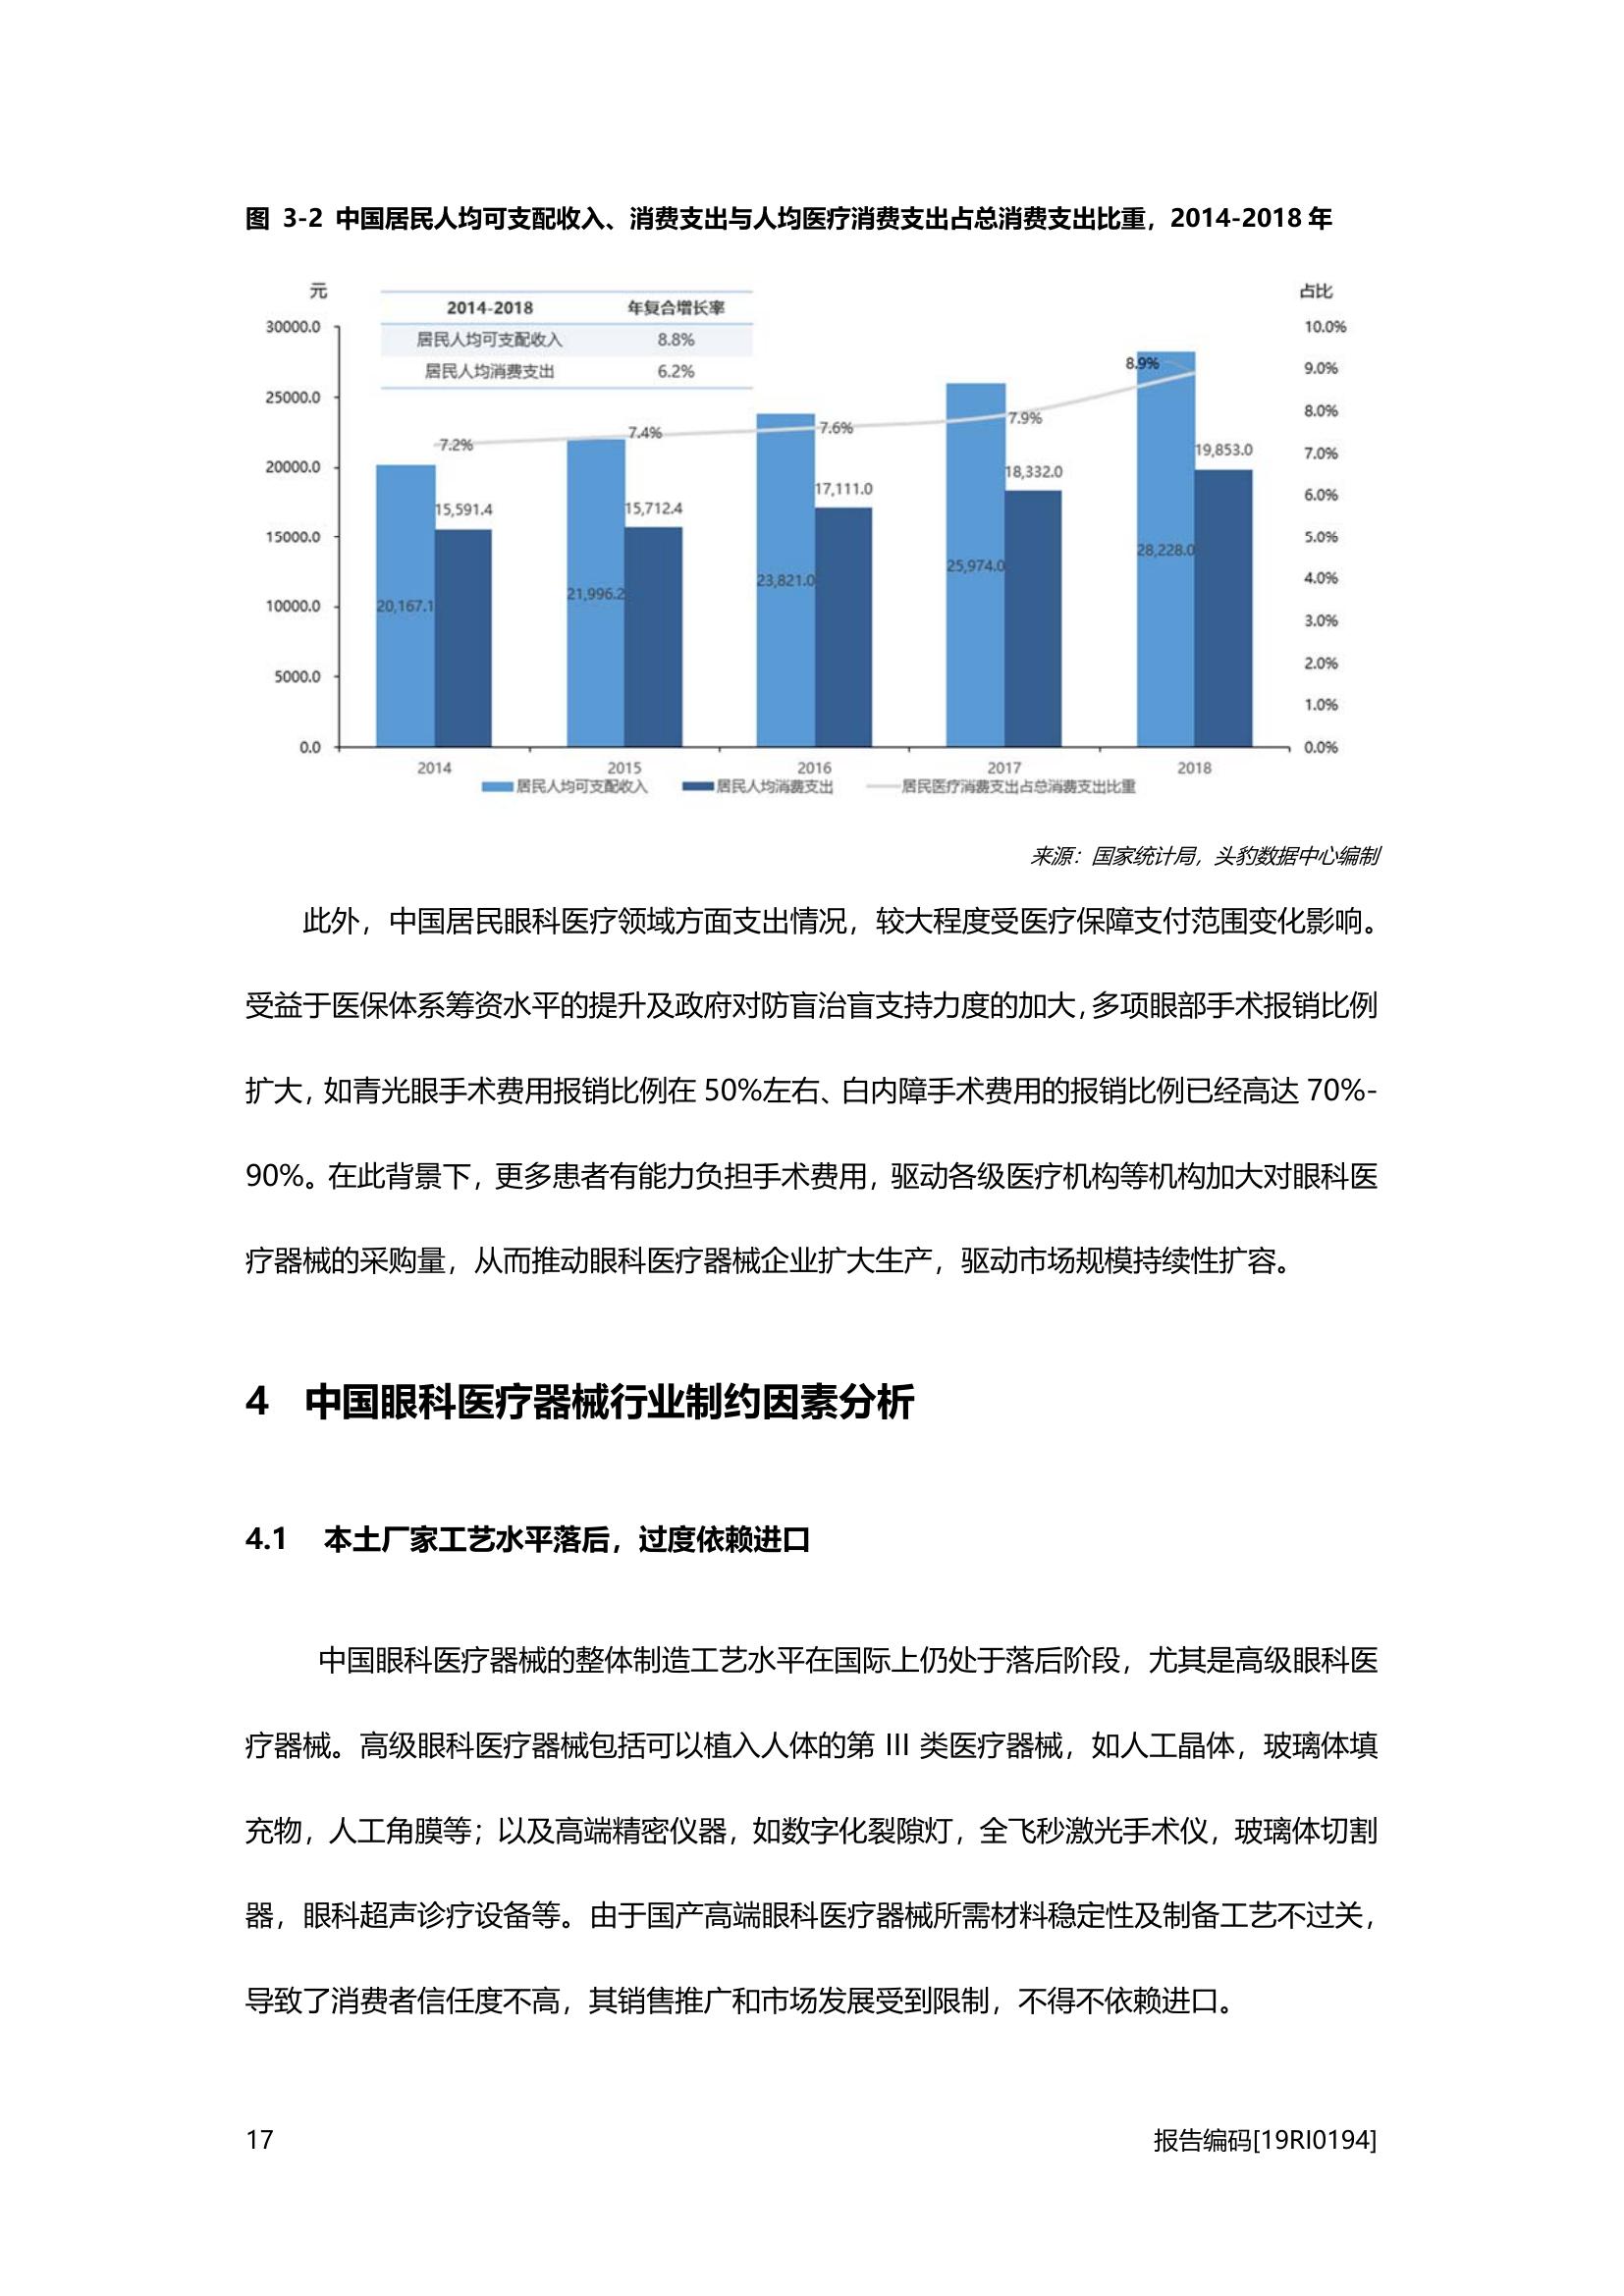 图 3-2 中国居民人均可支配收入、消费支出与人均医疗消费支出占总消费支出比重，2014-2018 年
元
占比
2014-2018 年复合增长率
居民人均可支配收入 8.8%
居民人均消费支出 6.2%
30000.0
25000.0
20000.0
15000.0
10000.0
5000.0
0.0
10.0%
9.0%
8.0%
7.0%
6.0%
5.0%
4.0%
3.0%
2.0%
1.0%
0.0%
7.2%
7.4%
7.6%
7.9%
8.9%
15,591.4
15,712.4
17,111.0
18,332.0
19,853.0
20,167.1
21,996.2
23,821.0
25,974.0
28,228.0
2014 2015 2016 2017 2018
居民人均可支配收入 居民人均消费支出 居民医疗消费支出占总消费支出比重
来源：国家统计局，头豹数据中心编制
此外，中国居民眼科医疗领域方面支出情况，较大程度受医疗保障支付范围变化影响。
受益于医保体系筹资水平的提升及政府对防盲治盲支持力度的加大，多项眼部手术报销比例
扩大，如青光眼手术费用报销比例在 50%左右、白内障手术费用的报销比例已经高达 70%-
90%。在此背景下，更多患者有能力负担手术费用，驱动各级医疗机构等机构加大对眼科医
疗器械的采购量，从而推动眼科医疗器械企业扩大生产，驱动市场规模持续性扩容。
4 中国眼科医疗器械行业制约因素分析
4.1 本土厂家工艺水平落后，过度依赖进口
中国眼科医疗器械的整体制造工艺水平在国际上仍处于落后阶段，尤其是高级眼科医
疗器械。高级眼科医疗器械包括可以植入人体的第 III 类医疗器械，如人工晶体，玻璃体填
充物，人工角膜等；以及高端精密仪器，如数字化裂隙灯，全飞秒激光手术仪，玻璃体切割
器，眼科超声诊疗设备等。由于国产高端眼科医疗器械所需材料稳定性及制备工艺不过关，
导致了消费者信任度不高，其销售推广和市场发展受到限制，不得不依赖进口。
17
报告编码[19RI0194]